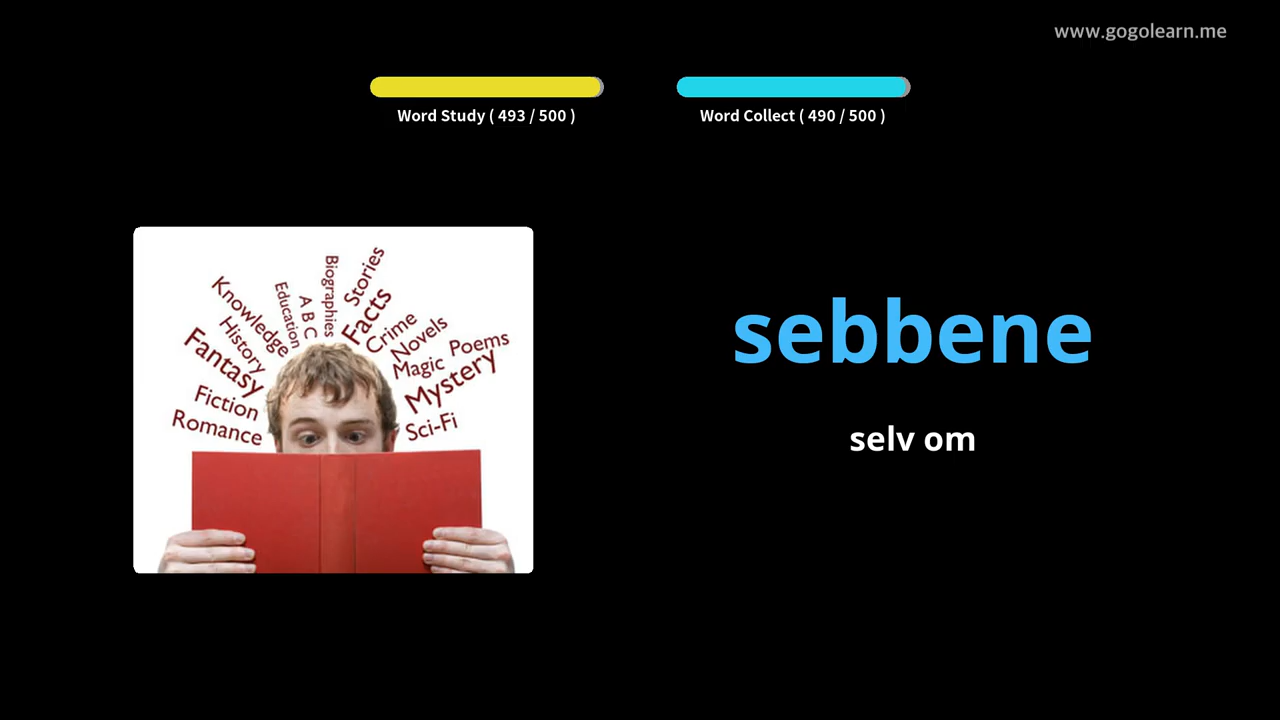 www.gogolearn.me
Word Study ( 493 / 500 )
Word Collect ( 490 / 500 )
Biographies
Stories
Education
A B C
Facts
Knowledge
Crime
History
Novels
Poems
Fantasy
Magic
Mystery
Fiction
Romance
Sci-Fi
sebbene
selv om